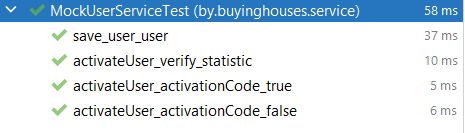 MockUserServiceTest (by.buyinghouses.service) 58 ms
save_user_user 37 ms
activateUser_verify_statistic 10 ms
activateUser_activationCode_true 5 ms
activateUser_activationCode_false 6 ms